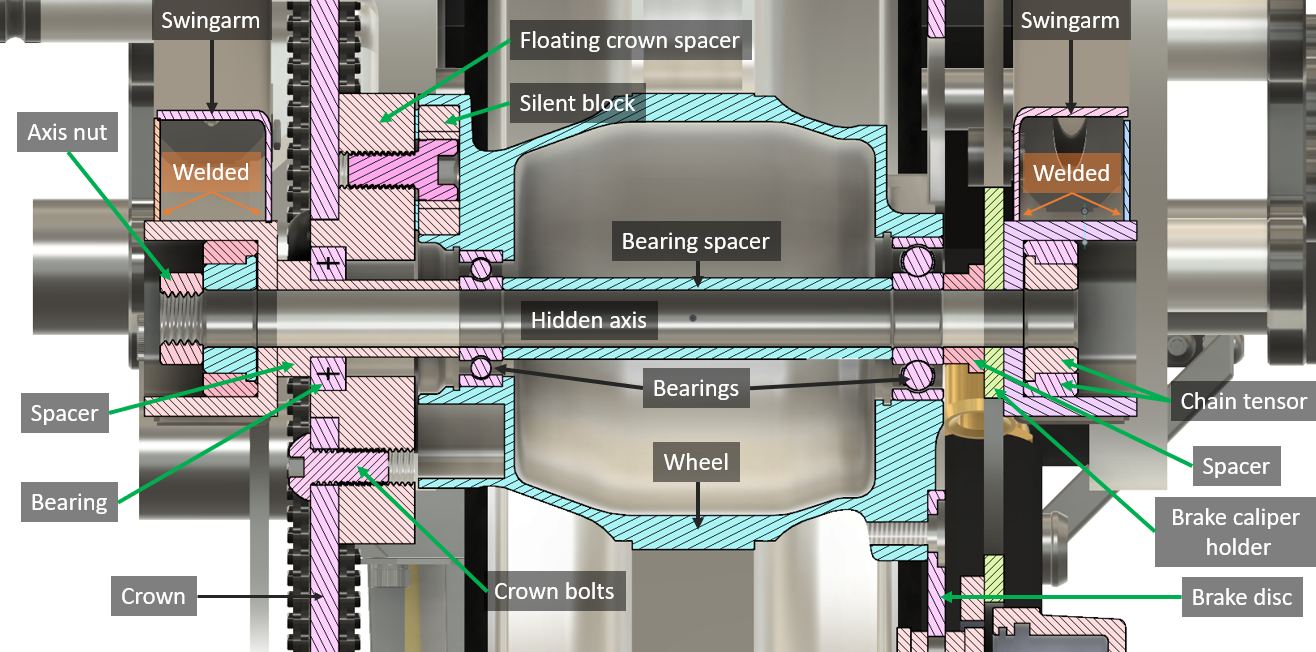 Swingarm
Swingarm
Floating crown spacer
Silent block
Axis nut
Welded
Welded
Bearing spacer
Hidden axis
Bearings
Spacer
Chain tensor
Wheel
Spacer
Bearing
Brake caliper
holder
Crown
Crown bolts
Brake disc